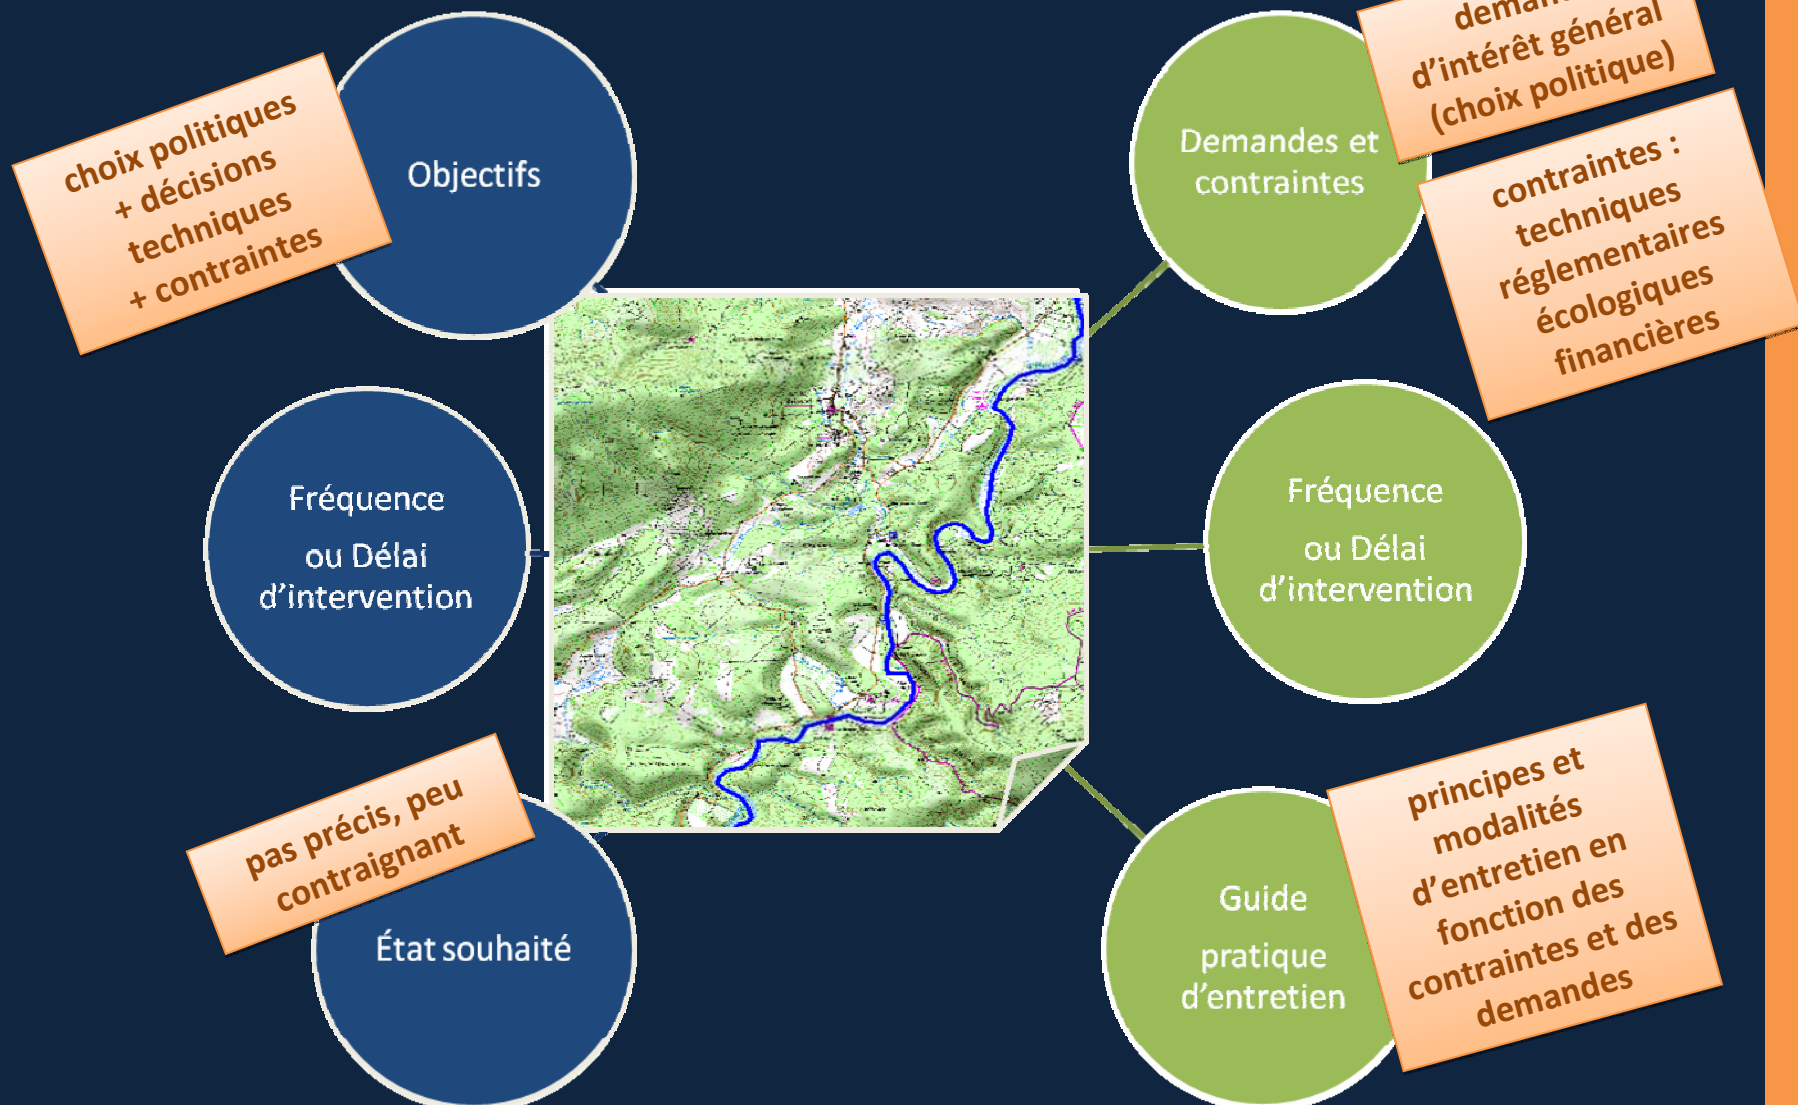 choix politiques
+ décisions
techniques
+ contraintes
Objectifs
Fréquence
ou Délai
d’intervention
pas précis, peu
contraignant
État souhaité
Demandes et
contraintes
d’intérêt général
(choix politique)
contraintes :
techniques
réglementaires
écologiques
financières
Fréquence
ou Délai
d’intervention
Guide
pratique
d’entretien
principes et
modalités
d’entretien en
fonction des
contraintes et des
demandes